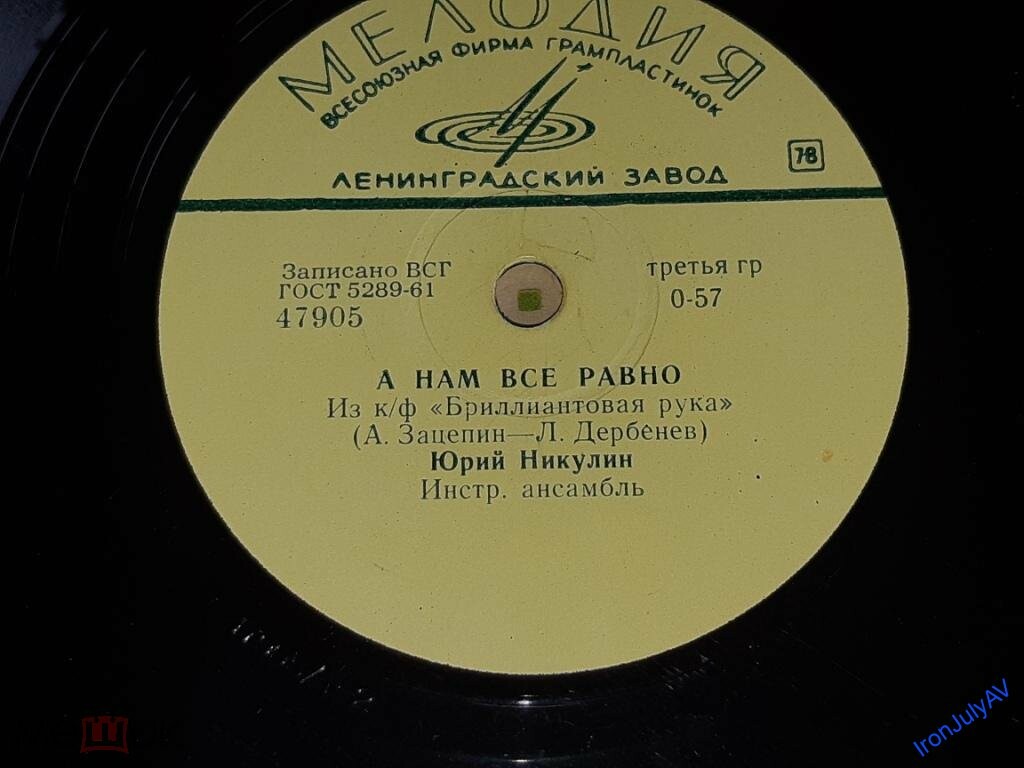 МЕЛОДИЯ
ВСЕСОЮЗНАЯ ФИРМА ГРАМПЛАСТИНОК
ЛЕНИНГРАДСКИЙ ЗАВОД
78
Записано ВСГ
ГОСТ 5289-61
47905
третья гр
0-57
А НАМ ВСЕ РАВНО
Из к/ф «Бриллиантовая рука»
(А. Зацепин—Л. Дербенев)
Юрий Никулин
Инстр. ансамбль
IronJulyAV